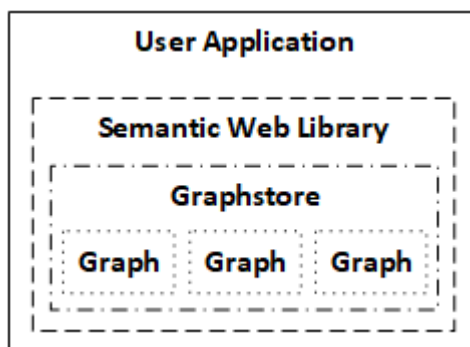 User Application
Semantic Web Library
Graphstore
Graph Graph Graph